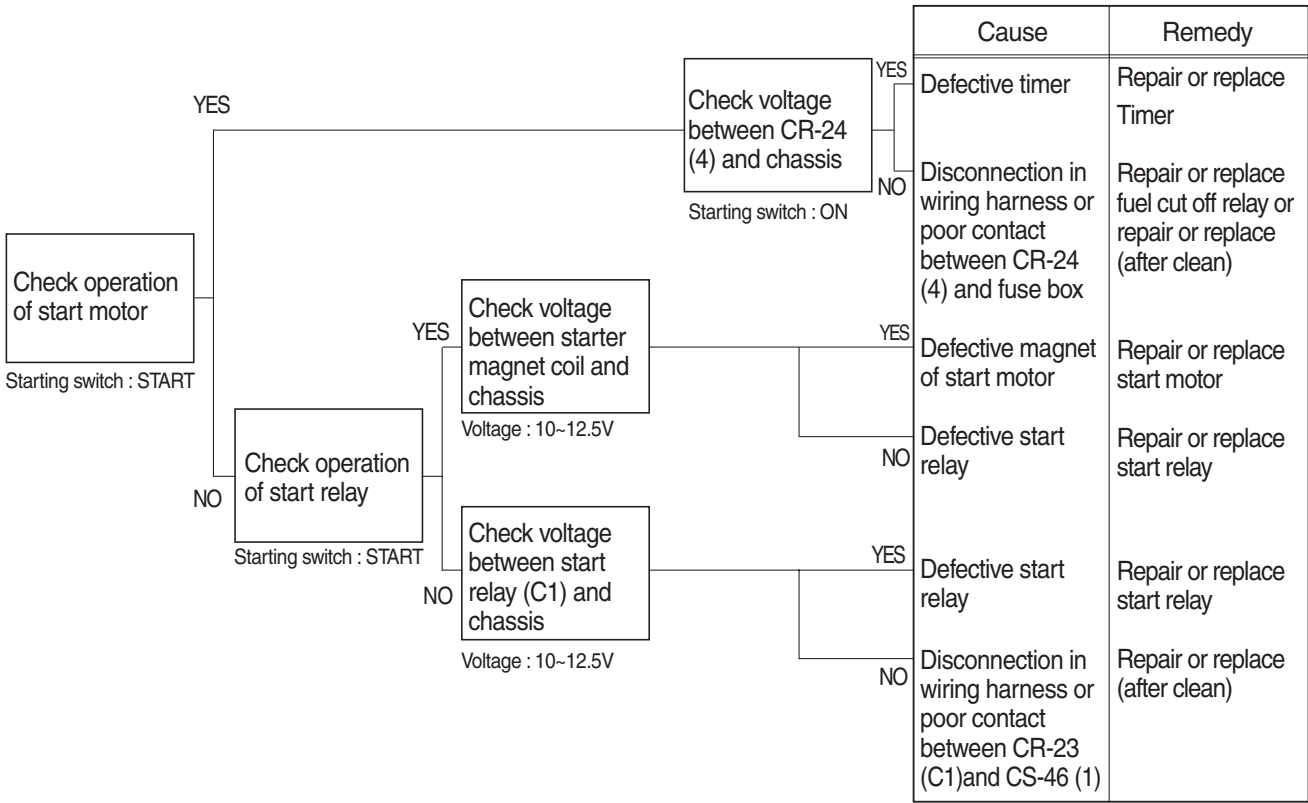 Cause
Remedy
YES
Check voltage
between CR-24
(4) and chassis
Starting switch : ON
YES
Defective timer
Repair or replace
Timer
NO
Disconnection in
wiring harness or
poor contact
between CR-24
(4) and fuse box
Repair or replace
fuel cut off relay or
repair or replace
(after clean)
Check operation
of start motor
Starting switch : START
NO
Check operation
of start relay
Starting switch : START
YES
Check voltage
between starter
magnet coil and
chassis
Voltage : 10~12.5V
YES
Defective magnet
of start motor
Repair or replace
start motor
NO
Defective start
relay
Repair or replace
start relay
NO
Check voltage
between start
relay (C1) and
chassis
Voltage : 10~12.5V
YES
Defective start
relay
Repair or replace
start relay
NO
Disconnection in
wiring harness or
poor contact
between CR-23
(C1)and CS-46 (1)
Repair or replace
(after clean)